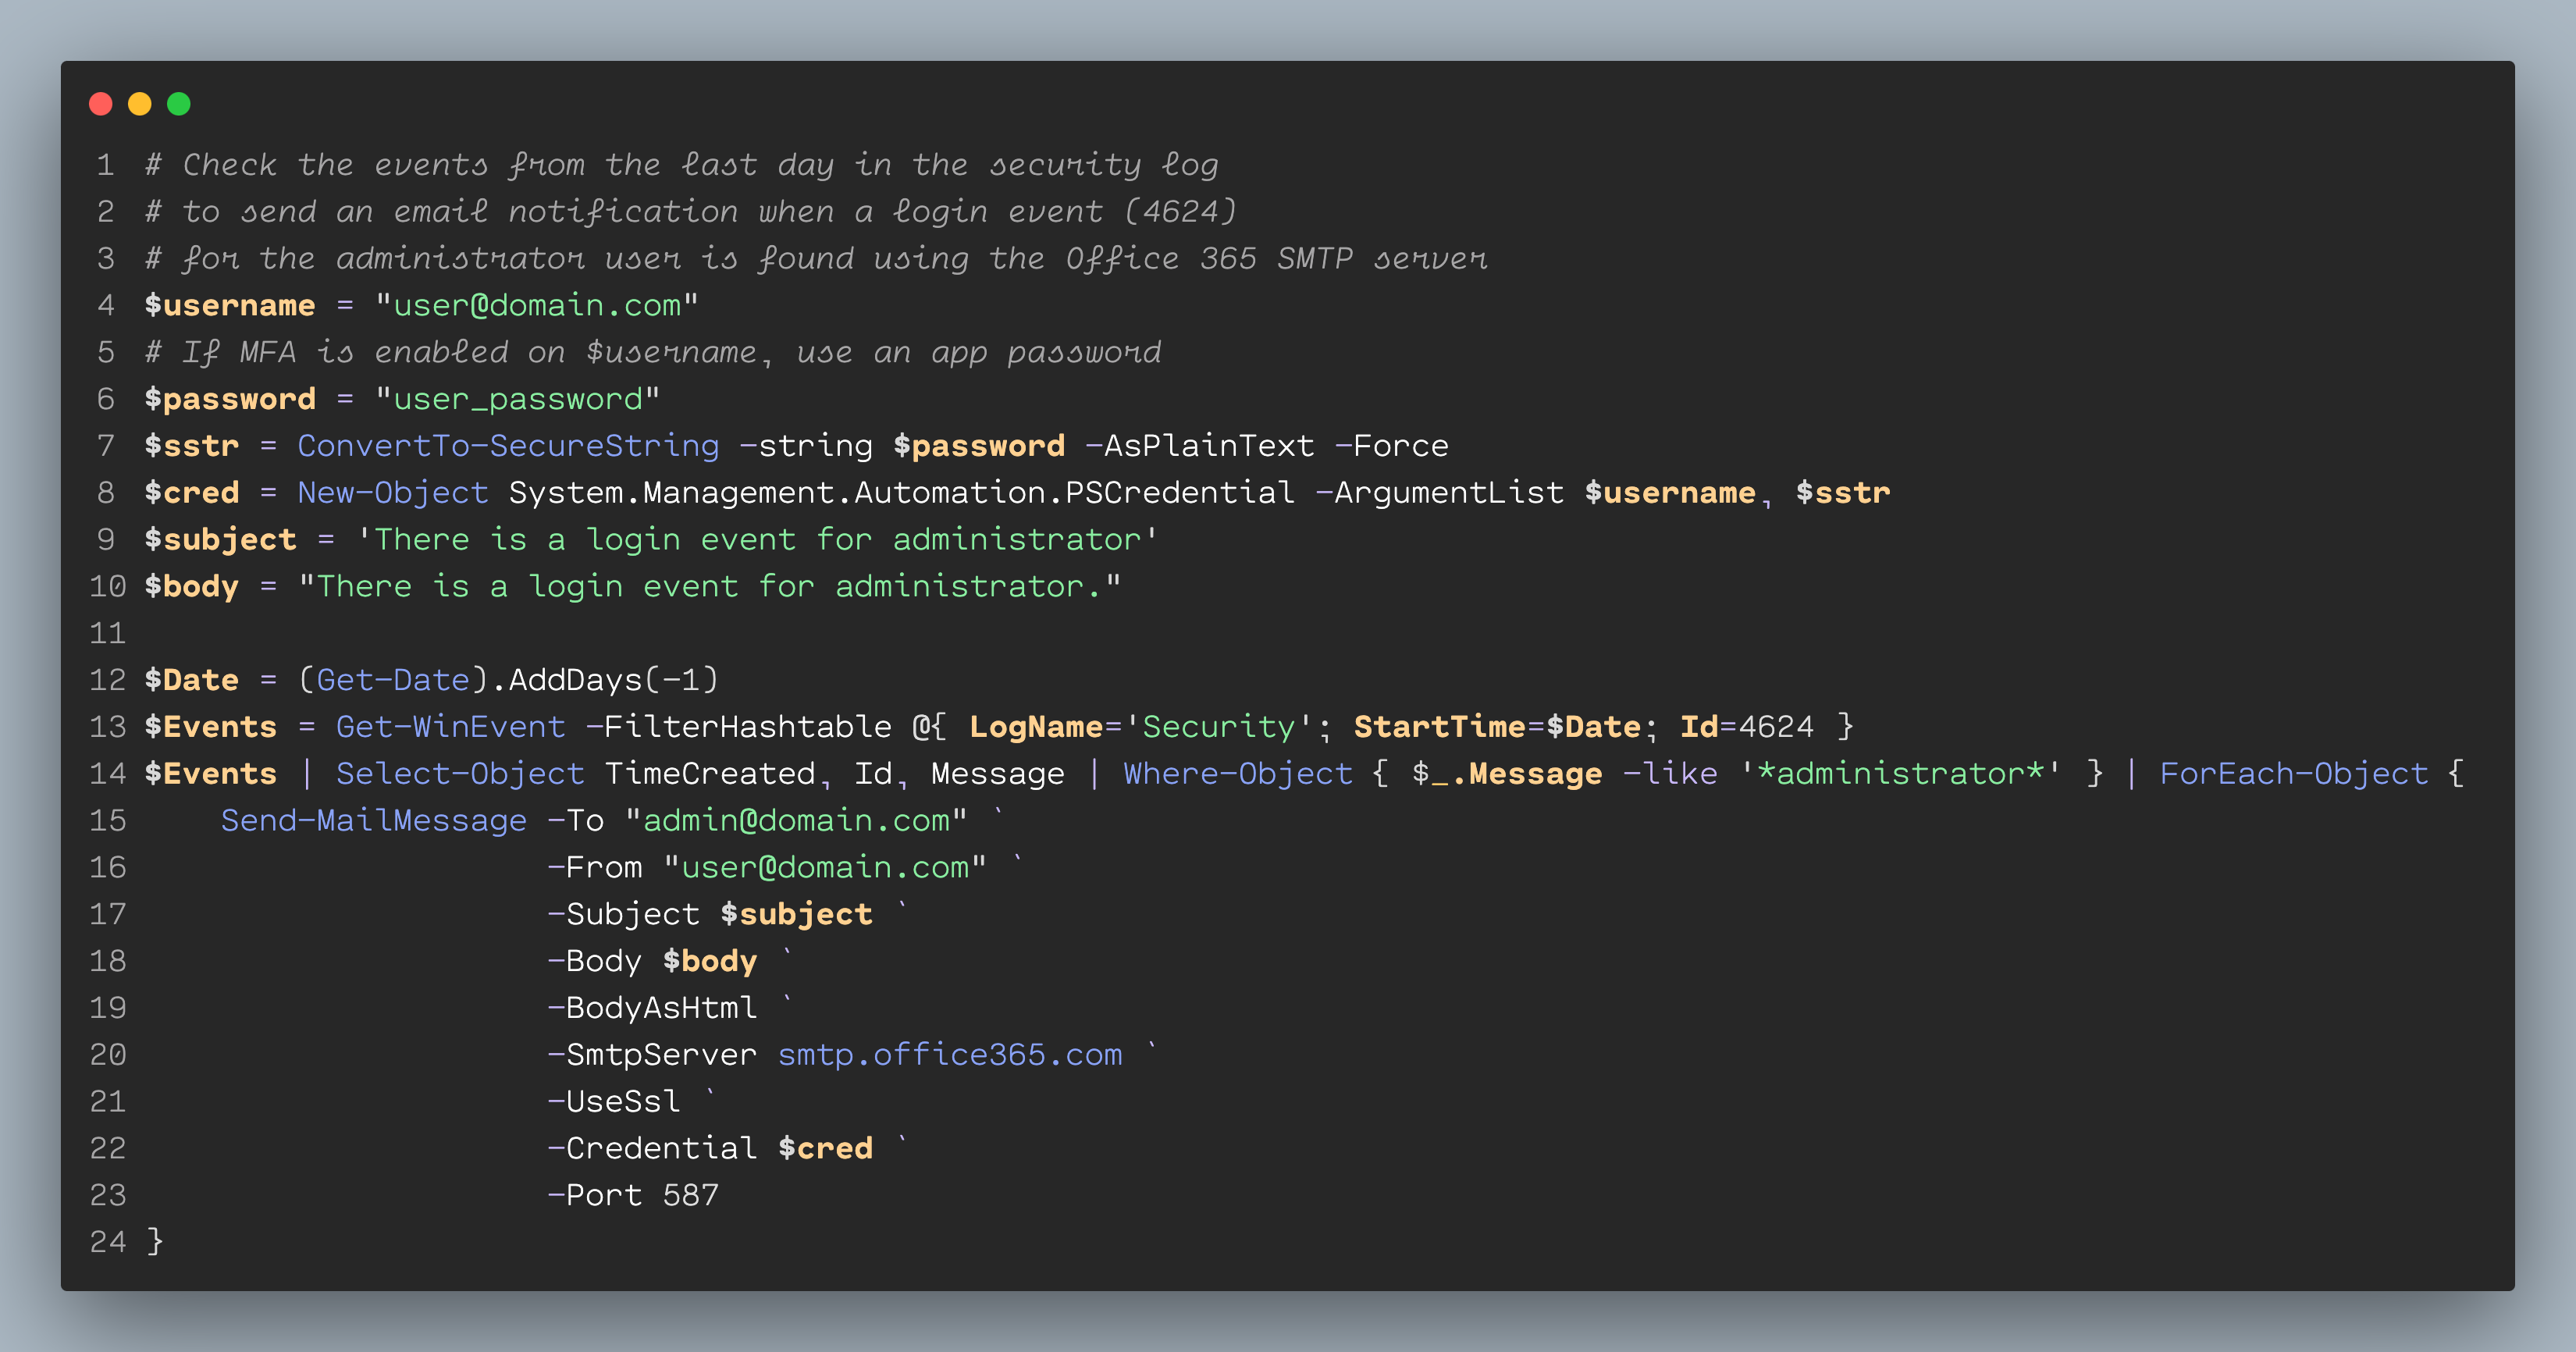 1 # Check the events from the last day in the security log
2 # to send an email notification when a login event (4624)
3 # for the administrator user is found using the Office 365 SMTP server
4 $username = "user@domain.com"
5 # If MFA is enabled on $username, use an app password
6 $password = "user_password"
7 $sstr = ConvertTo-SecureString -string $password -AsPlainText -Force
8 $cred = New-Object System.Management.Automation.PSCredential -ArgumentList $username, $sstr
9 $subject = 'There is a login event for administrator'
10 $body = "There is a login event for administrator."
11
12 $Date = (Get-Date).AddDays(-1)
13 $Events = Get-WinEvent -FilterHashtable @{ LogName='Security'; StartTime=$Date; Id=4624 }
14 $Events | Select-Object TimeCreated, Id, Message | Where-Object { $_.Message -like '*administrator*' } | ForEach-Object {
15     Send-MailMessage -To "admin@domain.com" `
16                      -From "user@domain.com" `
17                      -Subject $subject `
18                      -Body $body `
19                      -BodyAsHtml `
20                      -SmtpServer smtp.office365.com `
21                      -UseSsl `
22                      -Credential $cred `
23                      -Port 587
24 }